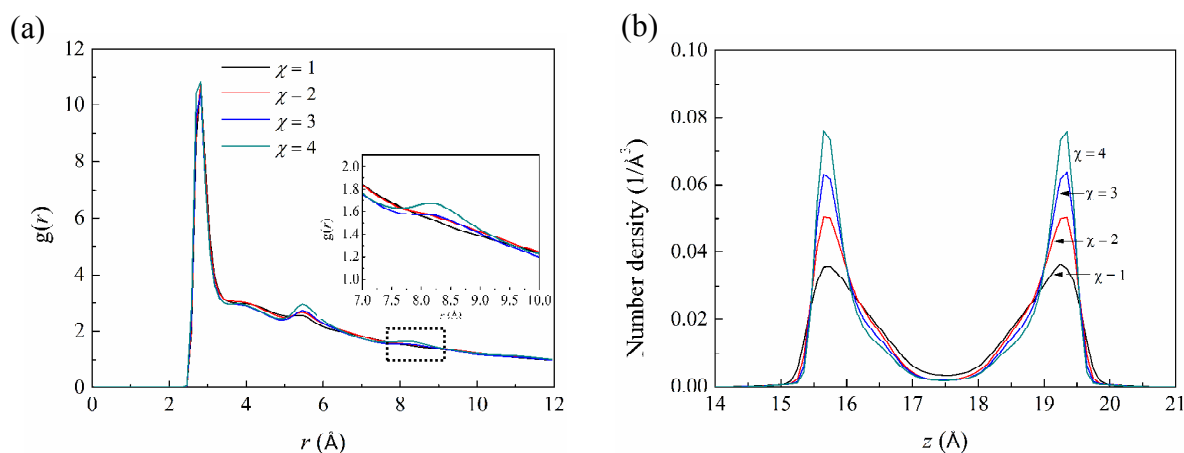 (a)
12
10
8
6
4
2
0
g(r)
χ = 1
χ − 2
χ = 3
χ = 4
2.0
1.8
1.6
1.4
1.2
1.0
g(r)
7.0 7.5 8.0 8.5 9.0 9.5 10.0
r (Å)
0 2 4 6 8 10 12
r (Å)
(b)
0.10
0.08
0.06
0.04
0.02
0.00
Number density (1/Å³)
χ = 4
χ = 3
χ − 2
χ − 1
14 15 16 17 18 19 20 21
z (Å)